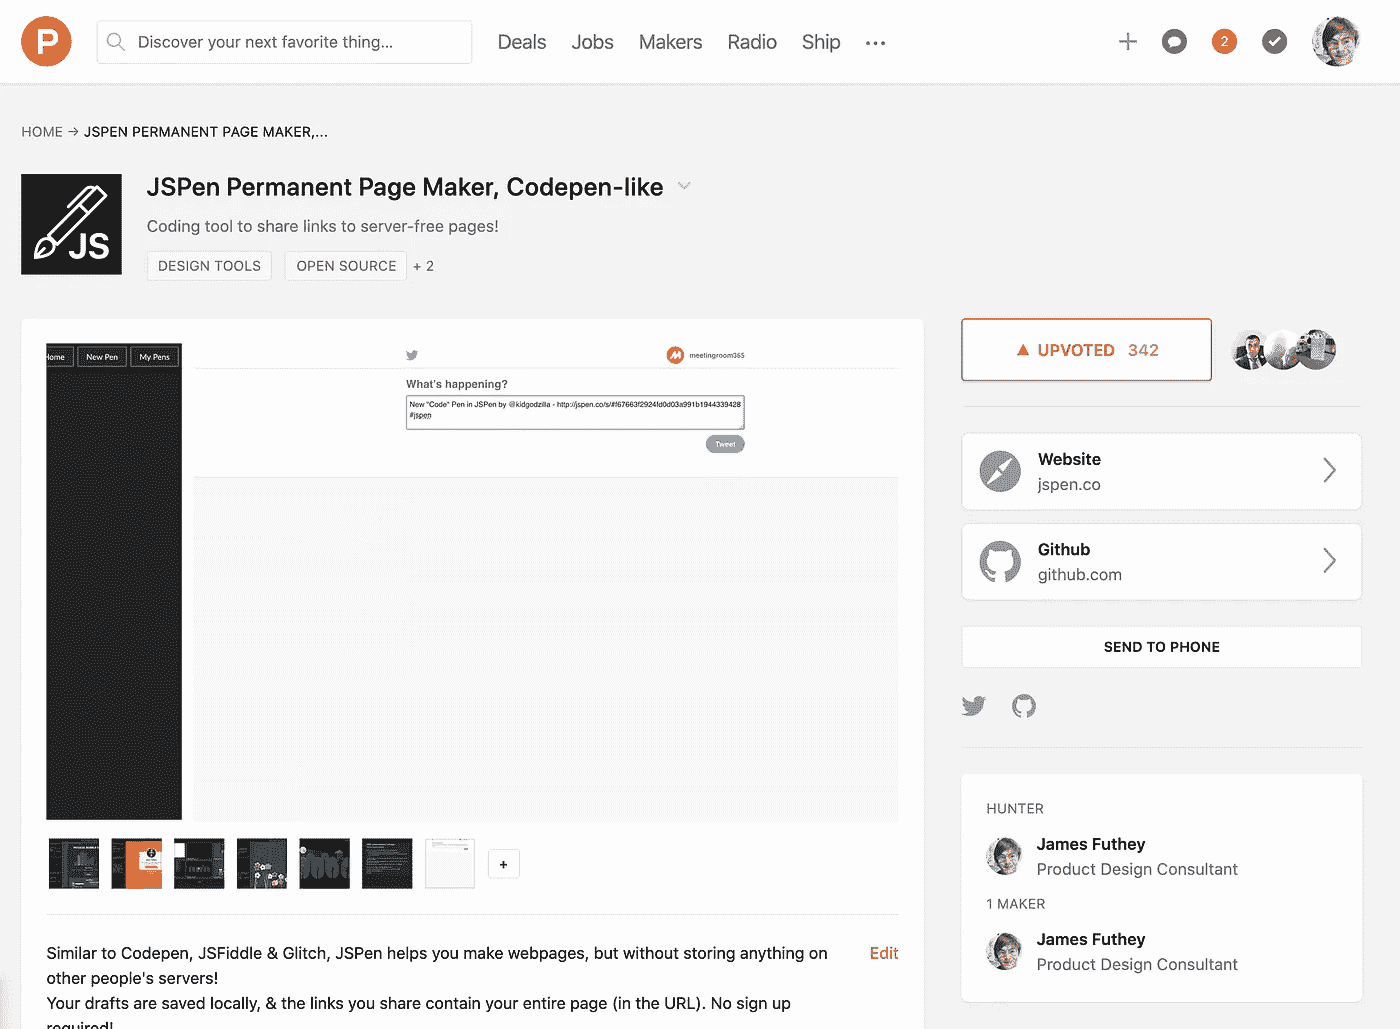 P
Discover your next favorite thing...
Deals Jobs Makers Radio Ship ...
2
HOME → JSPEN PERMANENT PAGE MAKER,...
JS
JSPen Permanent Page Maker, Codepen-like
Coding tool to share links to server-free pages!
DESIGN TOOLS OPEN SOURCE + 2
Home New Pen My Pens
meetingroom365
What's happening?
New "Code" Pen in JSPen by @kidgodzilla - http://jspen.co/s/#f67663f2924fd0d03a991b1944339428
#jspen
Tweet
+
Similar to Codepen, JSFiddle & Glitch, JSPen helps you make webpages, but without storing anything on
other people's servers!
Your drafts are saved locally, & the links you share contain your entire page (in the URL). No sign up
required!
Edit
▲ UPVOTED 342
Website
jspen.co
Github
github.com
SEND TO PHONE
HUNTER
James Futhey
Product Design Consultant
1 MAKER
James Futhey
Product Design Consultant